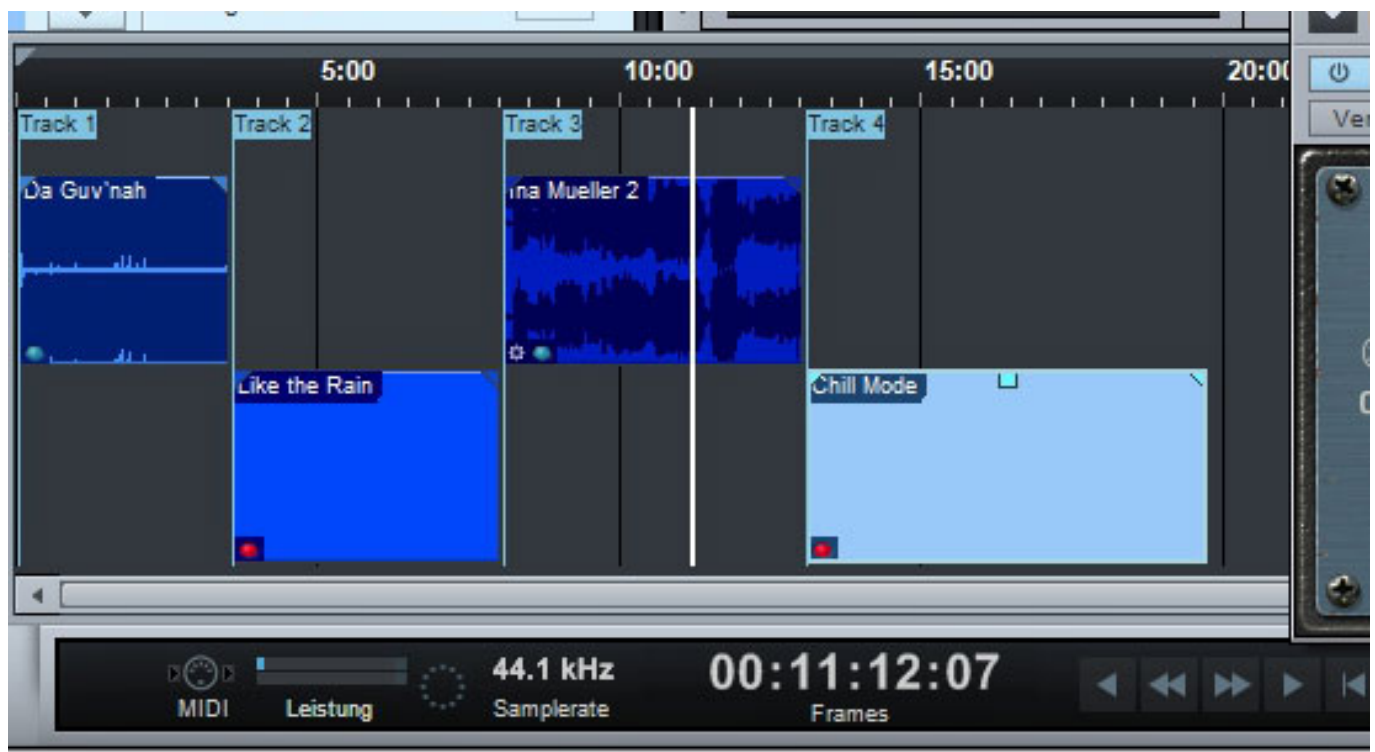 5:00 10:00 15:00 20:00
Track 1 Track 2 Track 3 Track 4
Da Guv'nah Ina Mueller 2
Like the Rain Chill Mode
44.1 kHz 00:11:12:07
MIDI Leistung Samplerate Frames